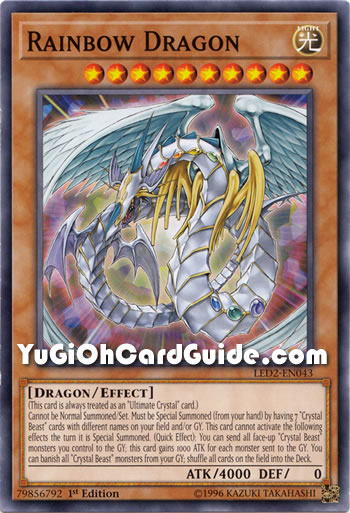 RAINBOW DRAGON
LIGHT
光
YuGiOhCardGuide.com
LED2-EN043
[DRAGON/EFFECT]
(This card is always treated as an "Ultimate Crystal" card.)
Cannot be Normal Summoned/Set. Must be Special Summoned (from your hand) by having 7 "Crystal
Beast" cards with different names on your field and/or GY. This card cannot activate the following
effects the turn it is Special Summoned. (Quick Effect): You can send all face-up "Crystal Beast"
monsters you control to the GY; this card gains 1000 ATK for each monster sent to the GY. You
can banish all "Crystal Beast" monsters from your GY; shuffle all cards on the field into the Deck.
ATK/4000 DEF/ 0
79856792 1st Edition ©1996 KAZUKI TAKAHASHI